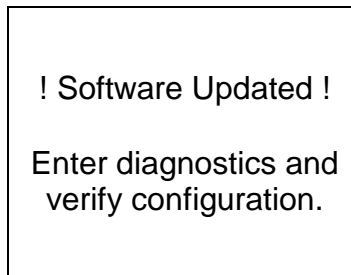 ! Software Updated !
Enter diagnostics and
verify configuration.